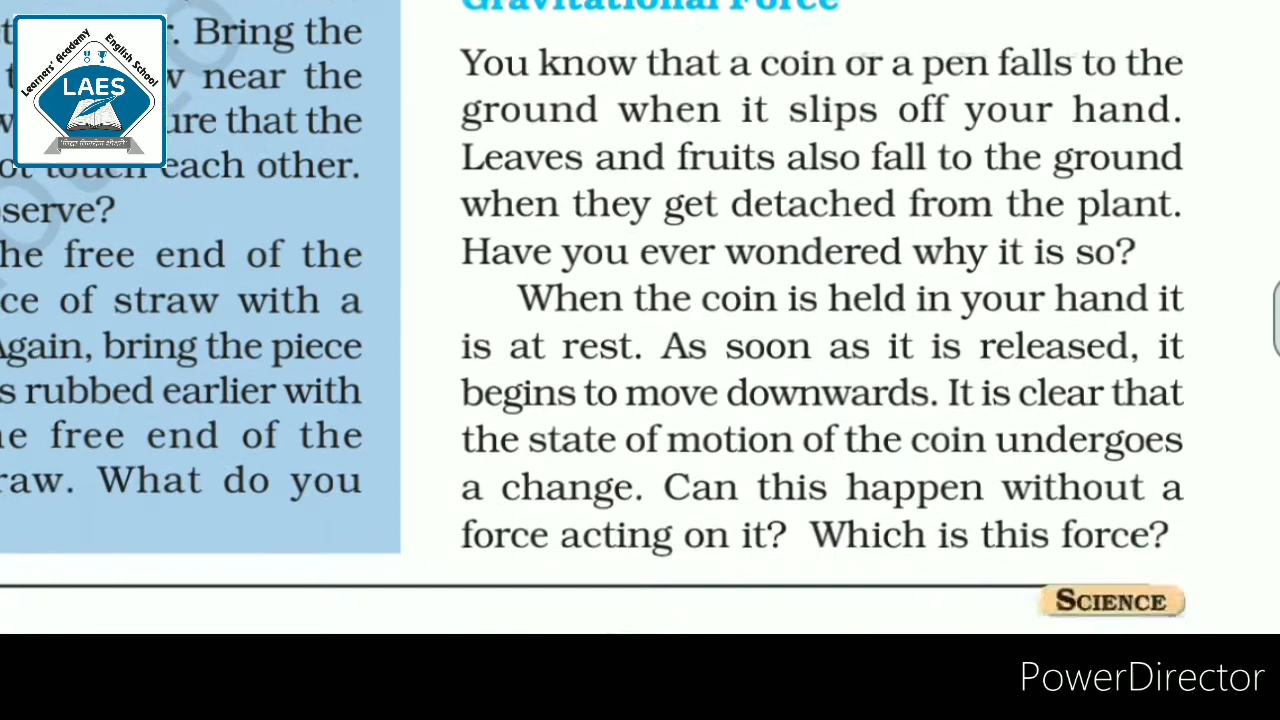 . Bring the
near the
ure that the
ot touch each other.
serve?
he free end of the
ce of straw with a
Again, bring the piece
s rubbed earlier with
e free end of the
raw. What do you
Gravitational Force
You know that a coin or a pen falls to the
ground when it slips off your hand.
Leaves and fruits also fall to the ground
when they get detached from the plant.
Have you ever wondered why it is so?
When the coin is held in your hand it
is at rest. As soon as it is released, it
begins to move downwards. It is clear that
the state of motion of the coin undergoes
a change. Can this happen without a
force acting on it? Which is this force?
SCIENCE
Learners' Academy English School
LAES
PowerDirector